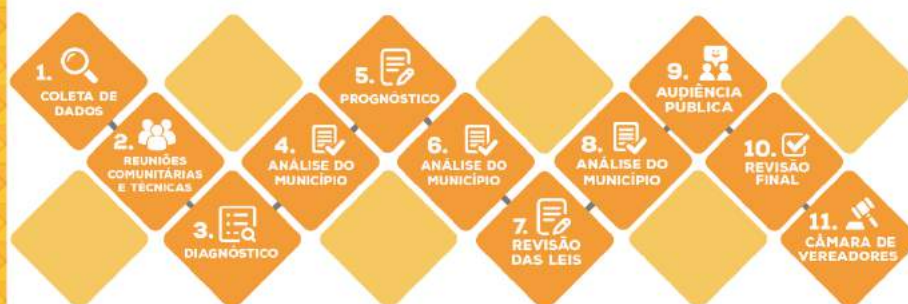 1.
COLETA DE
DADOS
2.
REUNIÕES
COMUNITÁRIAS
E TÉCNICAS
3.
DIAGNÓSTICO
4.
ANÁLISE DO
MUNICÍPIO
5.
PROGNÓSTICO
6.
ANÁLISE DO
MUNICÍPIO
7.
REVISÃO
DAS LEIS
8.
ANÁLISE DO
MUNICÍPIO
9.
AUDIÊNCIA
PÚBLICA
10.
REVISÃO
FINAL
11.
CÂMARA DE
VEREADORES